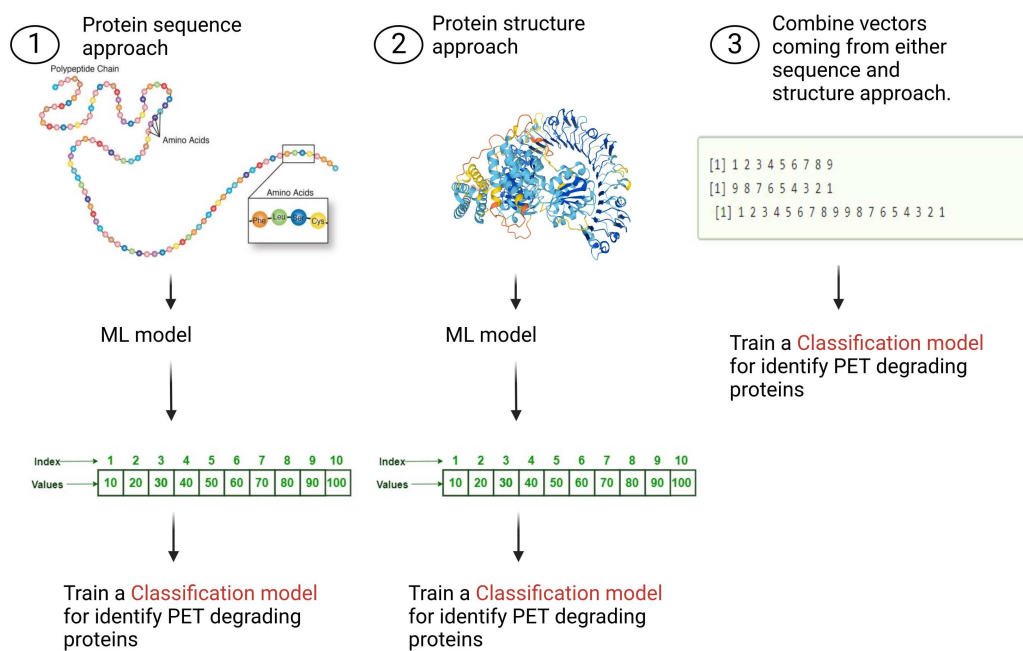 1
Protein sequence
approach
Polypeptide Chain
Amino Acids
Amino Acids
Phe Leu Ser Cys
ML model
Index 1 2 3 4 5 6 7 8 9 10
Values 10 20 30 40 50 60 70 80 90 100
Train a Classification model
for identify PET degrading
proteins
2
Protein structure
approach
ML model
Index 1 2 3 4 5 6 7 8 9 10
Values 10 20 30 40 50 60 70 80 90 100
Train a Classification model
for identify PET degrading
proteins
3
Combine vectors
coming from either
sequence and
structure approach.
[1] 1 2 3 4 5 6 7 8 9
[1] 9 8 7 6 5 4 3 2 1
[1] 1 2 3 4 5 6 7 8 9 9 8 7 6 5 4 3 2 1
Train a Classification model
for identify PET degrading
proteins